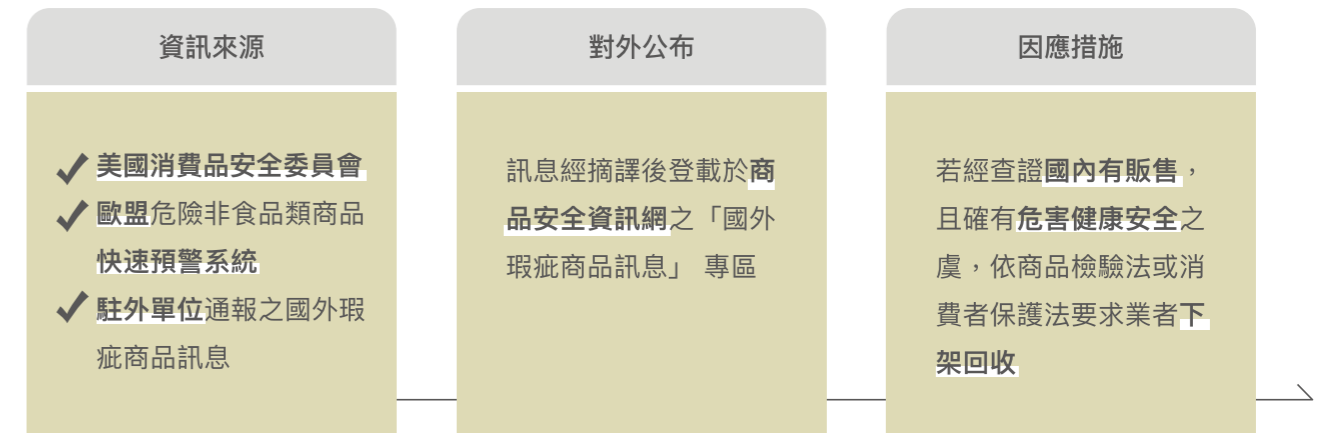 資訊來源
美國消費品安全委員會
歐盟危險非食品類商品
快速預警系統
駐外單位通報之國外瑕
疵商品訊息
對外公布
訊息經摘譯後登載於商
品安全資訊網之「國外
瑕疵商品訊息」 專區
因應措施
若經查證國內有販售，
且確有危害健康安全之
虞，依商品檢驗法或消
費者保護法要求業者下
架回收